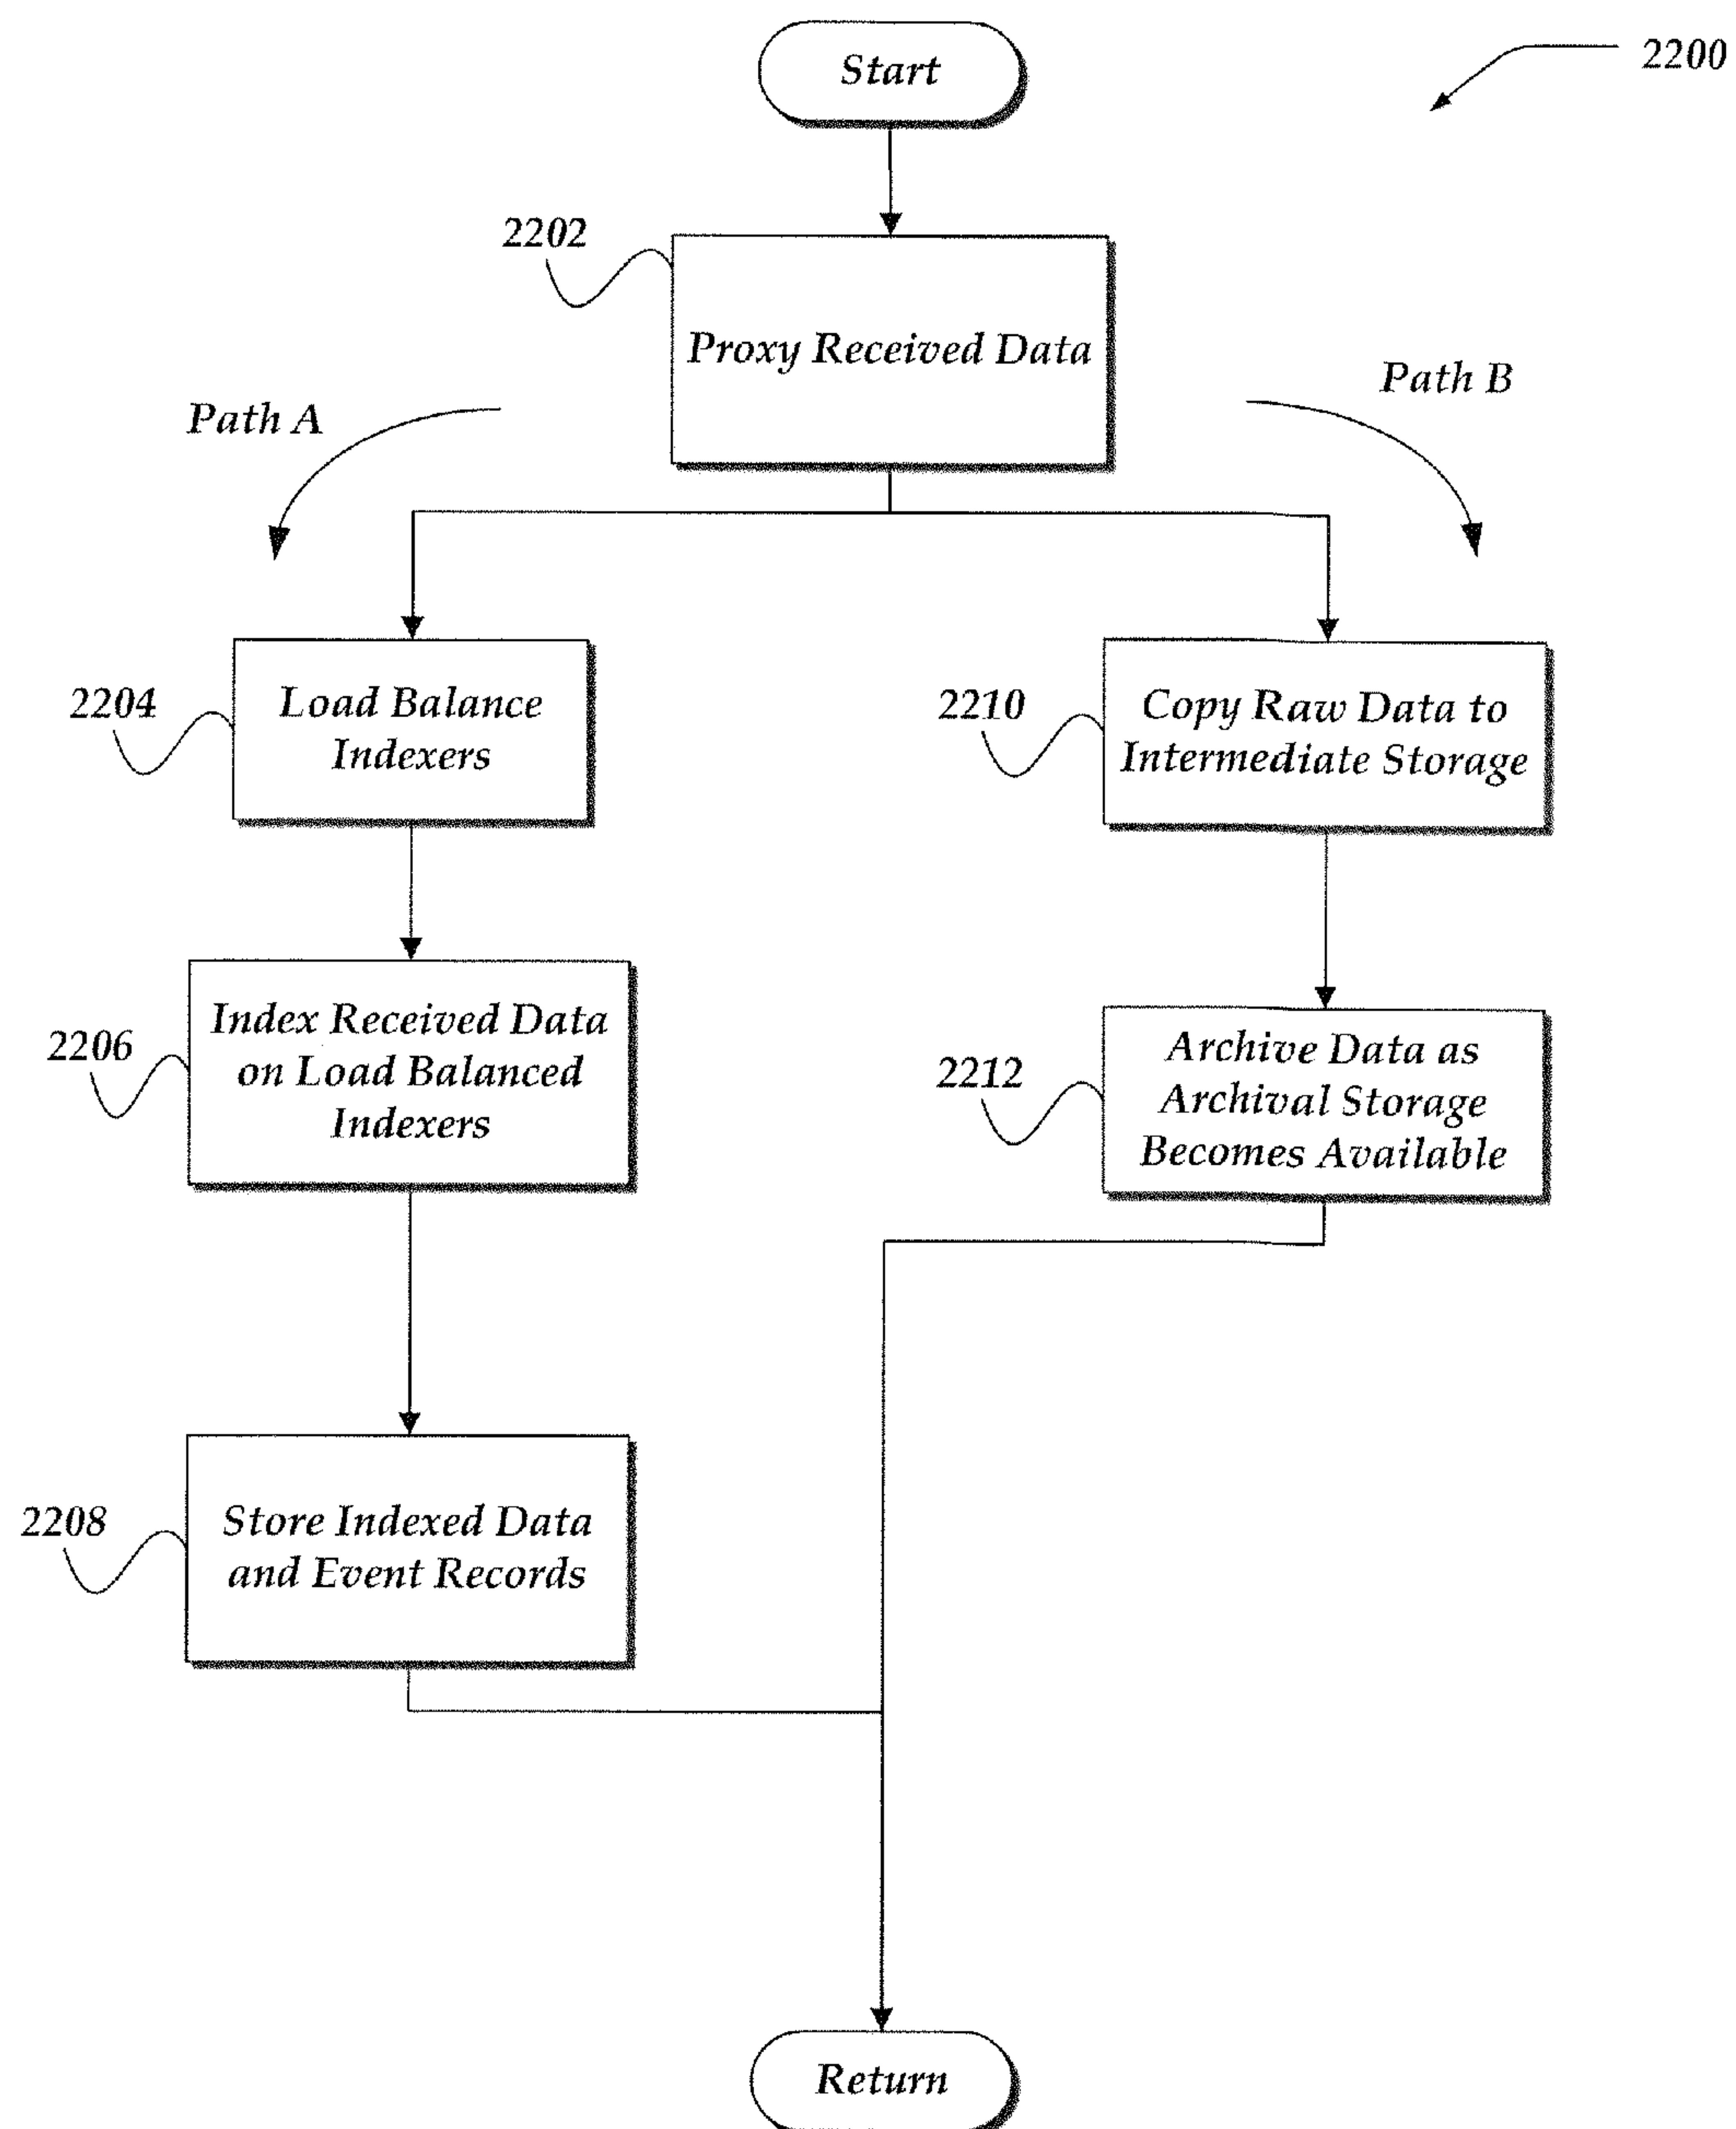 Start
2200
2202
Proxy Received Data
Path A
Path B
2204
Load Balance
Indexers
2210
Copy Raw Data to
Intermediate Storage
2206
Index Received Data
on Load Balanced
Indexers
2212
Archive Data as
Archival Storage
Becomes Available
2208
Store Indexed Data
and Event Records
Return